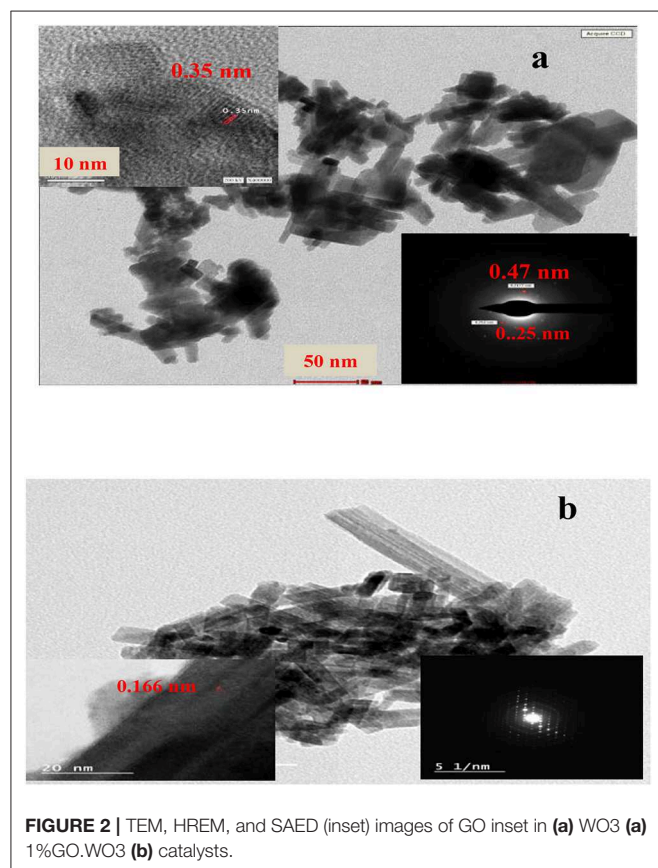 Acquire CCD
a
0.35 nm
0.35nm
10 nm
0.47 nm
0..25 nm
50 nm
b
0.166 nm
20 nm
5 1/nm
FIGURE 2 | TEM, HREM, and SAED (inset) images of GO inset in (a) WO3 (a)
1%GO.WO3 (b) catalysts.